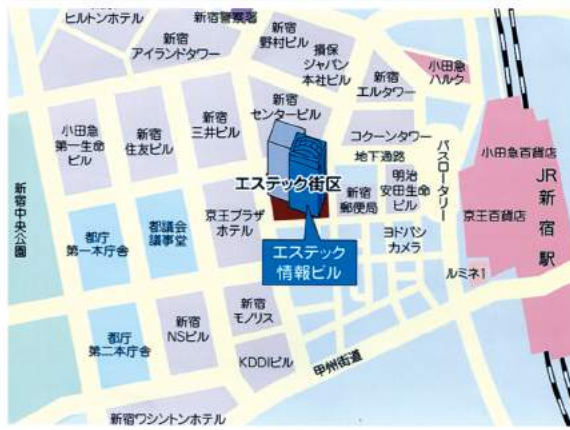 ヒルトンホテル
新宿警察署
新宿
アイランドタワー
新宿
野村ビル
損保
ジャパン
本社ビル
新宿
エルタワー
小田急
ハルク
小田急
第一生命
ビル
新宿
住友ビル
新宿
三井ビル
新宿
センタービル
コクーンタワー
地下通路
バスロータリー
小田急百貨店
JR新宿駅
新宿中央公園
エステック街区
新宿
郵便局
明治
安田生命
ビル
京王百貨店
都庁
第一本庁舎
都議会
議事堂
京王プラザ
ホテル
エステック
情報ビル
ヨドバシ
カメラ
ルミネ1
都庁
第二本庁舎
新宿
NSビル
新宿
モノリス
KDDIビル
甲州街道
新宿ワシントンホテル